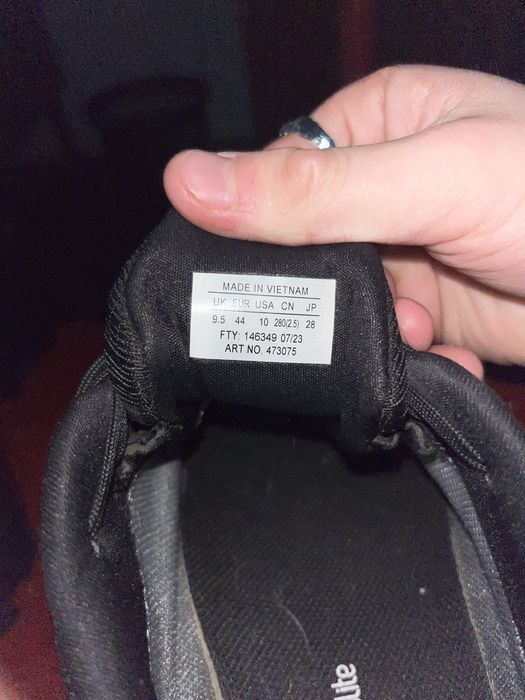 MADE IN VIETNAM
UK EUR USA CN JP
9.5 44 10 280(2.5) 28
FTY: 146349 07/23
ART NO. 473075